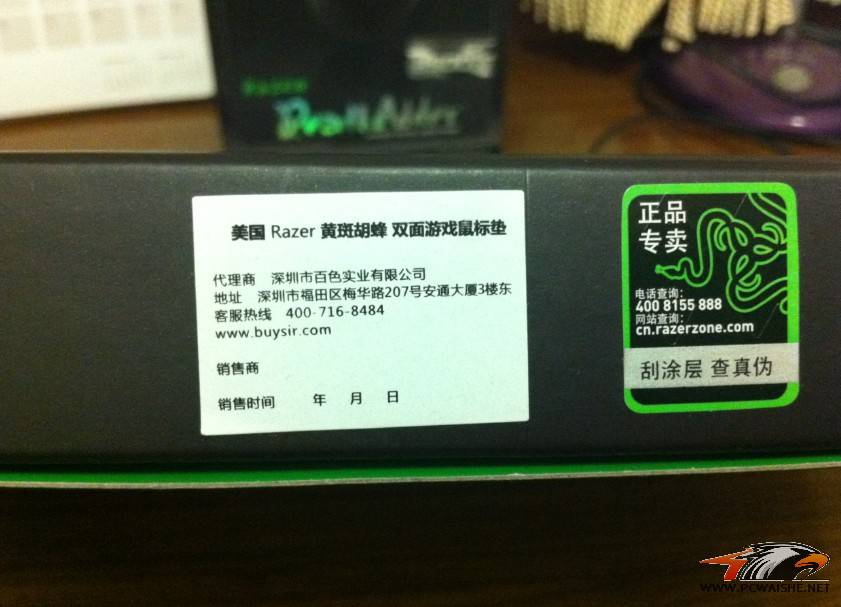 Razer
DeathAdder
美国 Razer 黄斑胡蜂 双面游戏鼠标垫
代理商 深圳市百色实业有限公司
地址 深圳市福田区梅华路207号安通大厦3楼东
客服热线 400-716-8484
www.buysir.com
销售商
销售时间 年 月 日
正品
专卖
电话查询:
400 8155 888
网站查询:
cn.razerzone.com
刮涂层 查真伪
WWW.PCWAISHE.NET